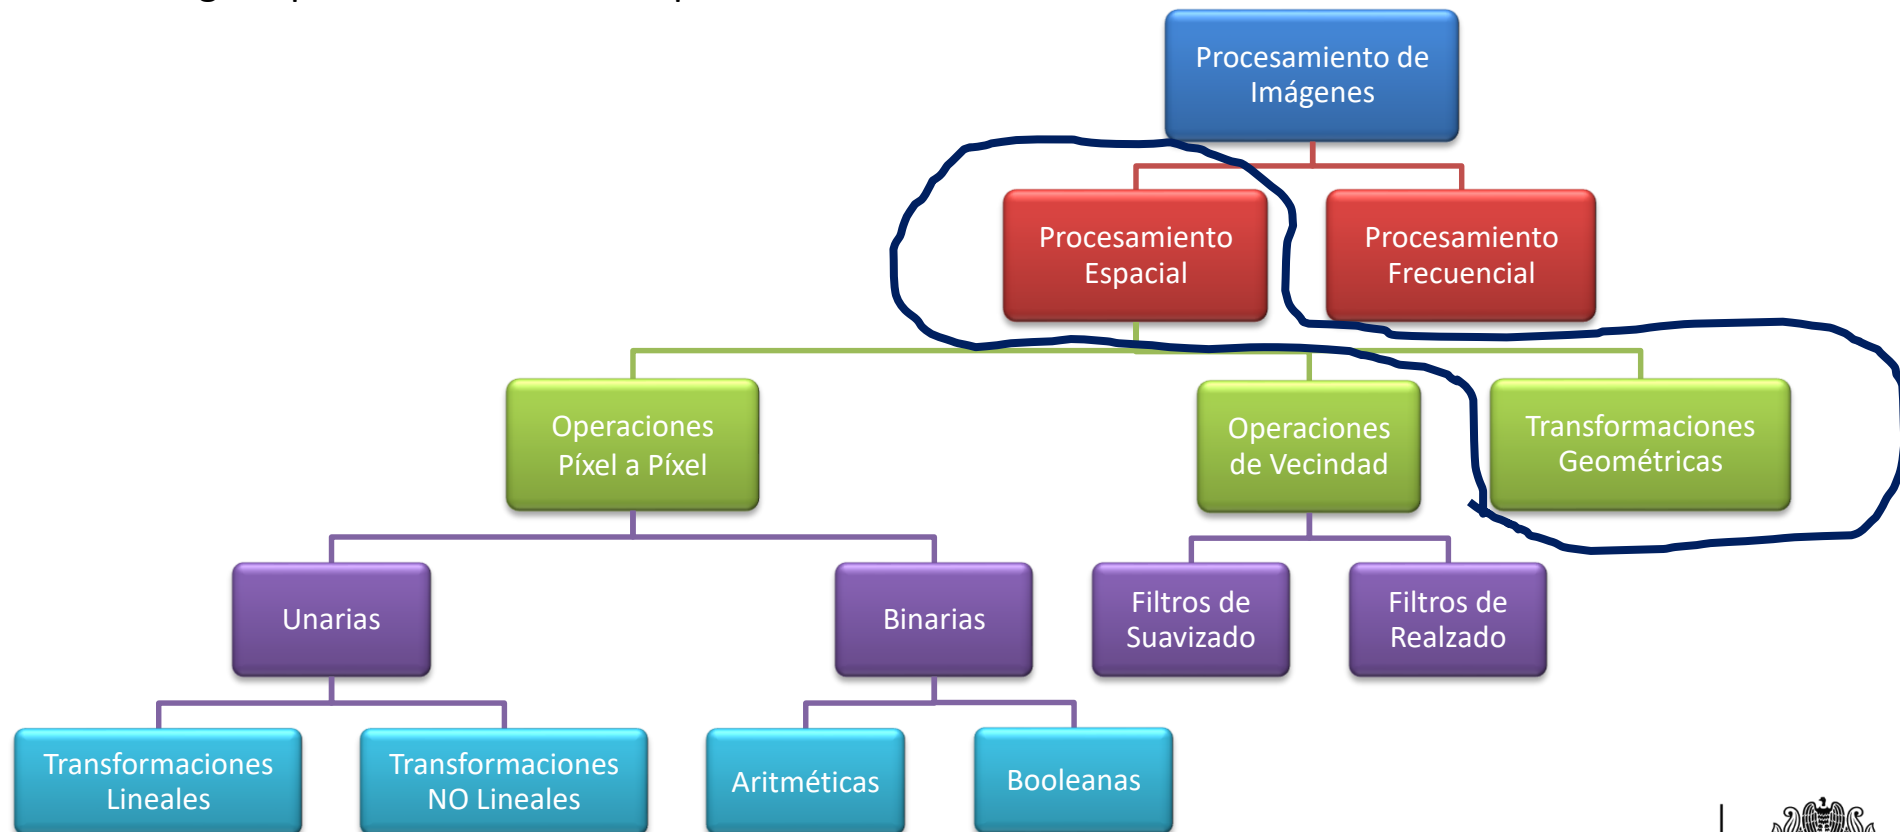 Procesamiento de
Imágenes
Procesamiento
Espacial
Procesamiento
Frecuencial
Operaciones
Píxel a Píxel
Operaciones
de Vecindad
Transformaciones
Geométricas
Unarias
Binarias
Filtros de
Suavizado
Filtros de
Realzado
Transformaciones
Lineales
Transformaciones
NO Lineales
Aritméticas
Booleanas